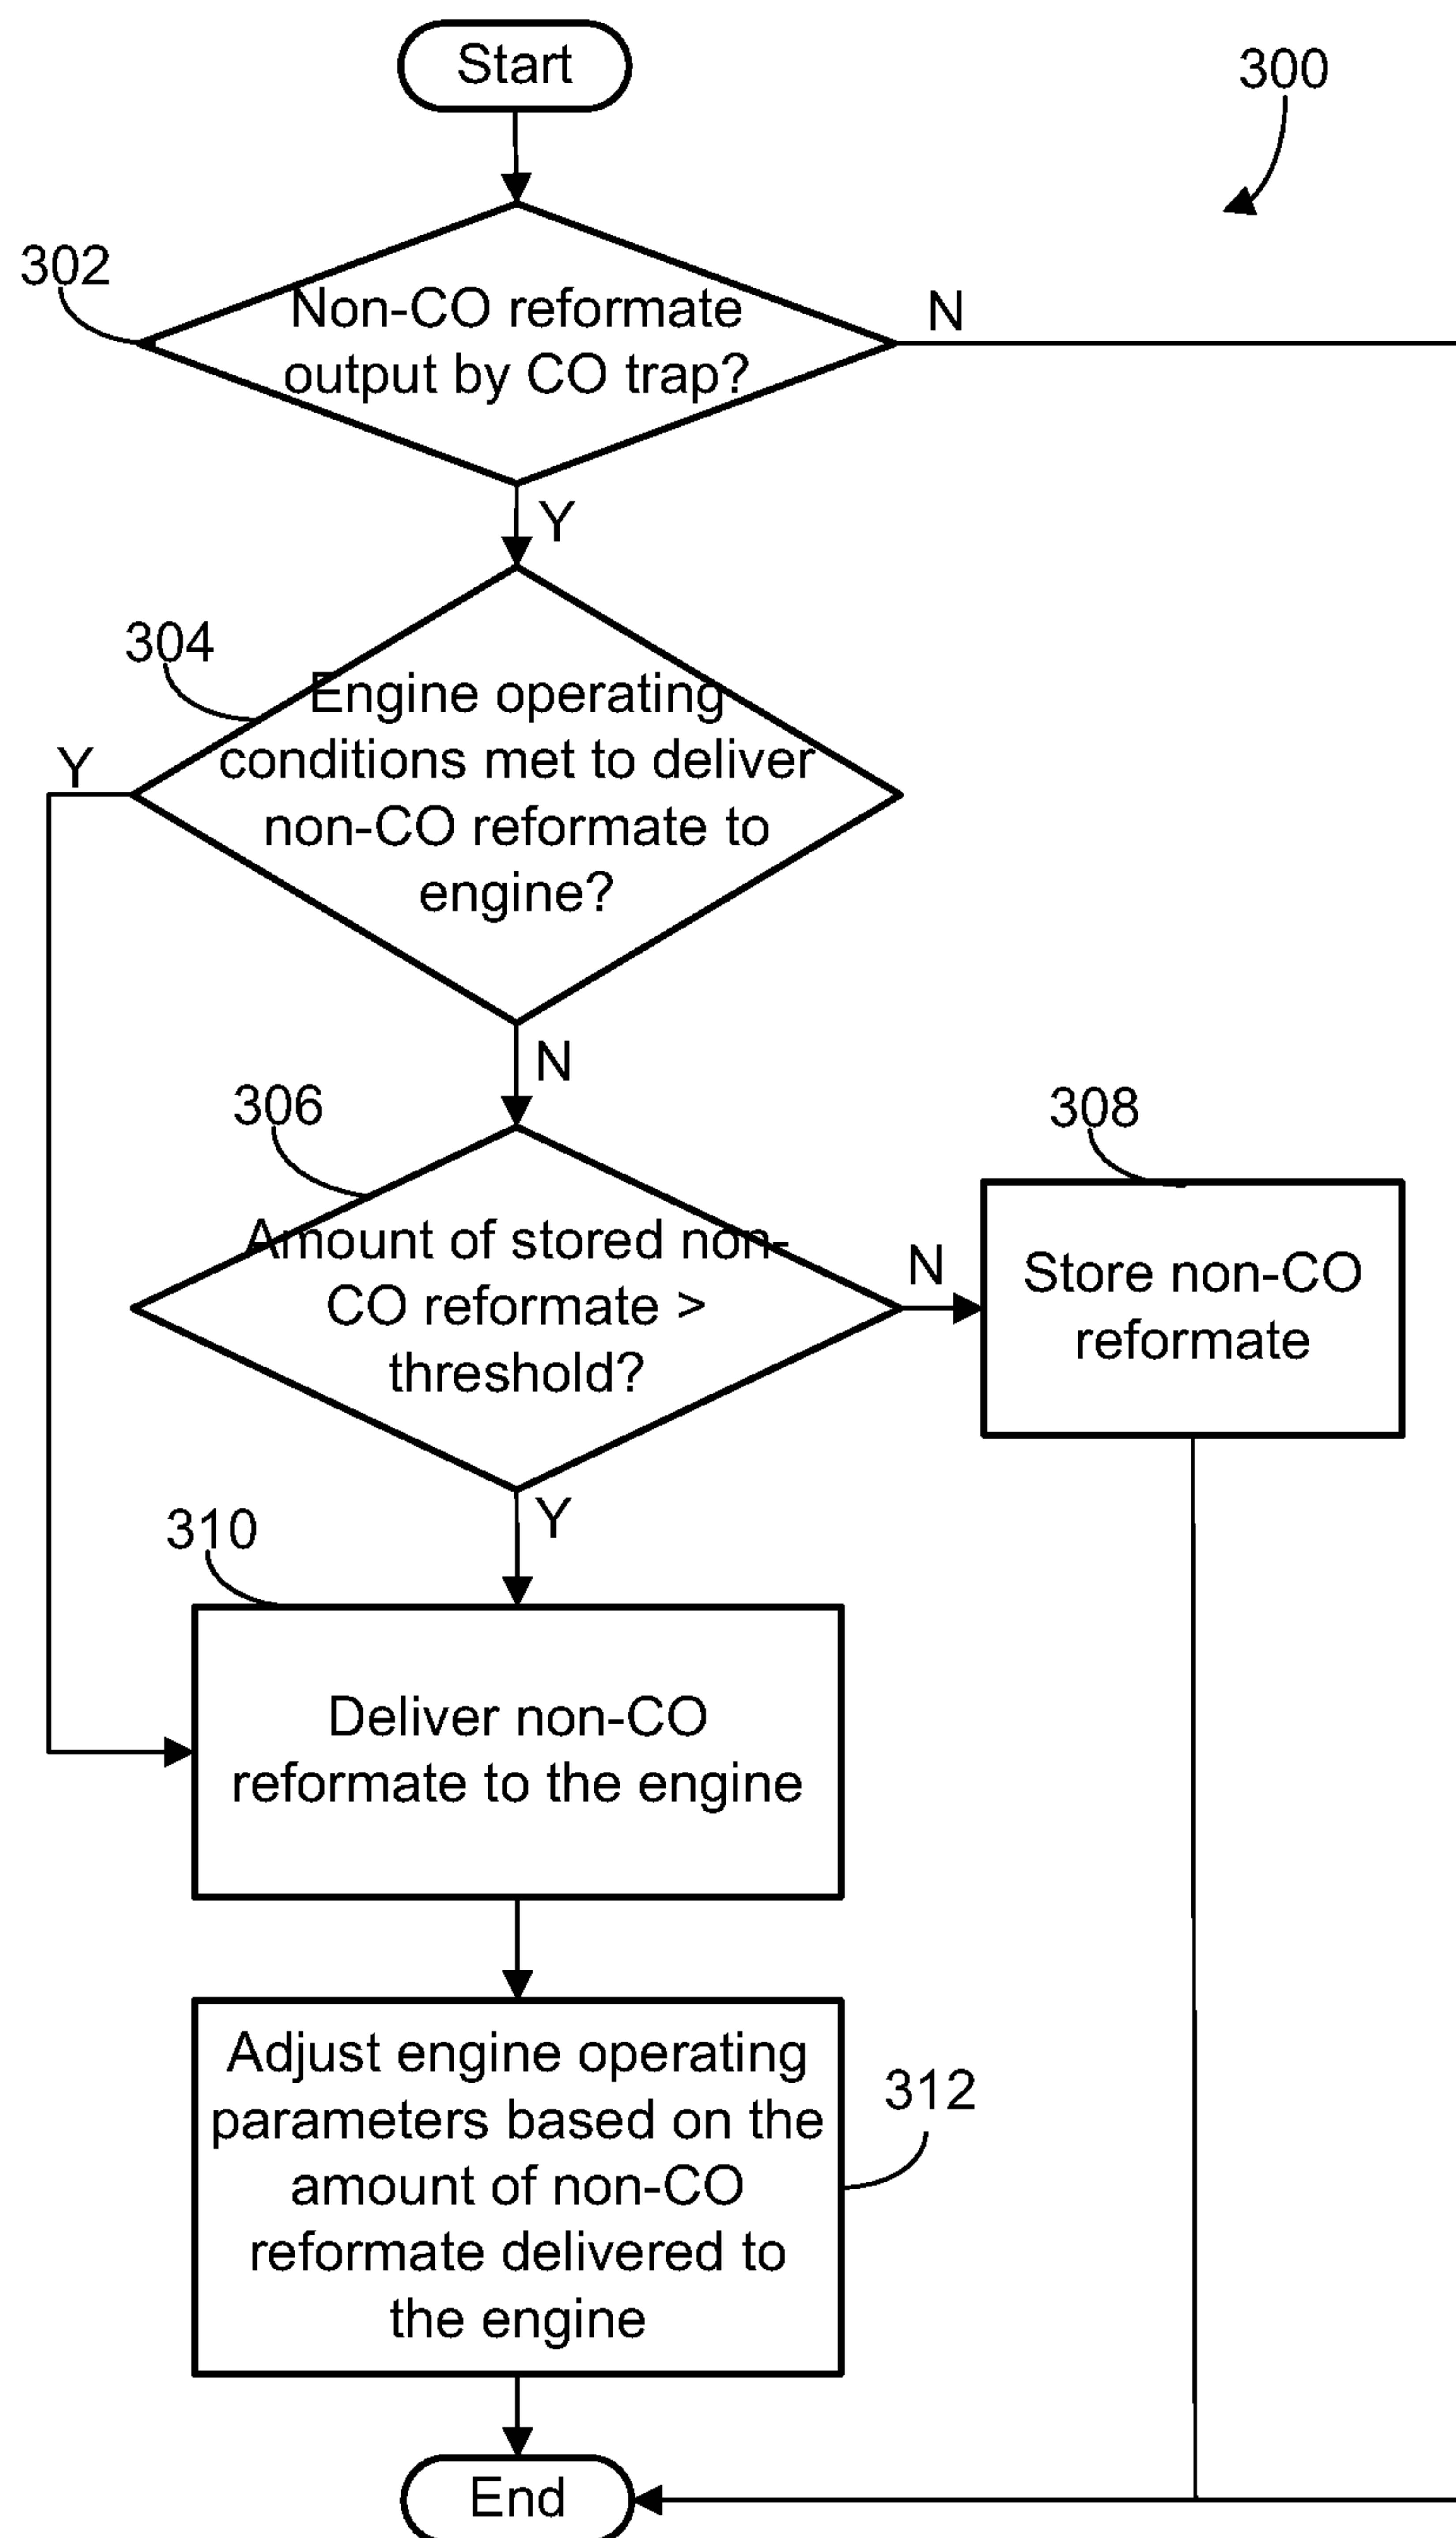 Start
300
302
Non-CO reformate
output by CO trap?
N
Y
304
Engine operating
conditions met to deliver
non-CO reformate to
engine?
Y
N
306
Amount of stored non-
CO reformate >
threshold?
N
308
Store non-CO
reformate
Y
310
Deliver non-CO
reformate to the engine
Adjust engine operating
parameters based on the
amount of non-CO
reformate delivered to
the engine
312
End